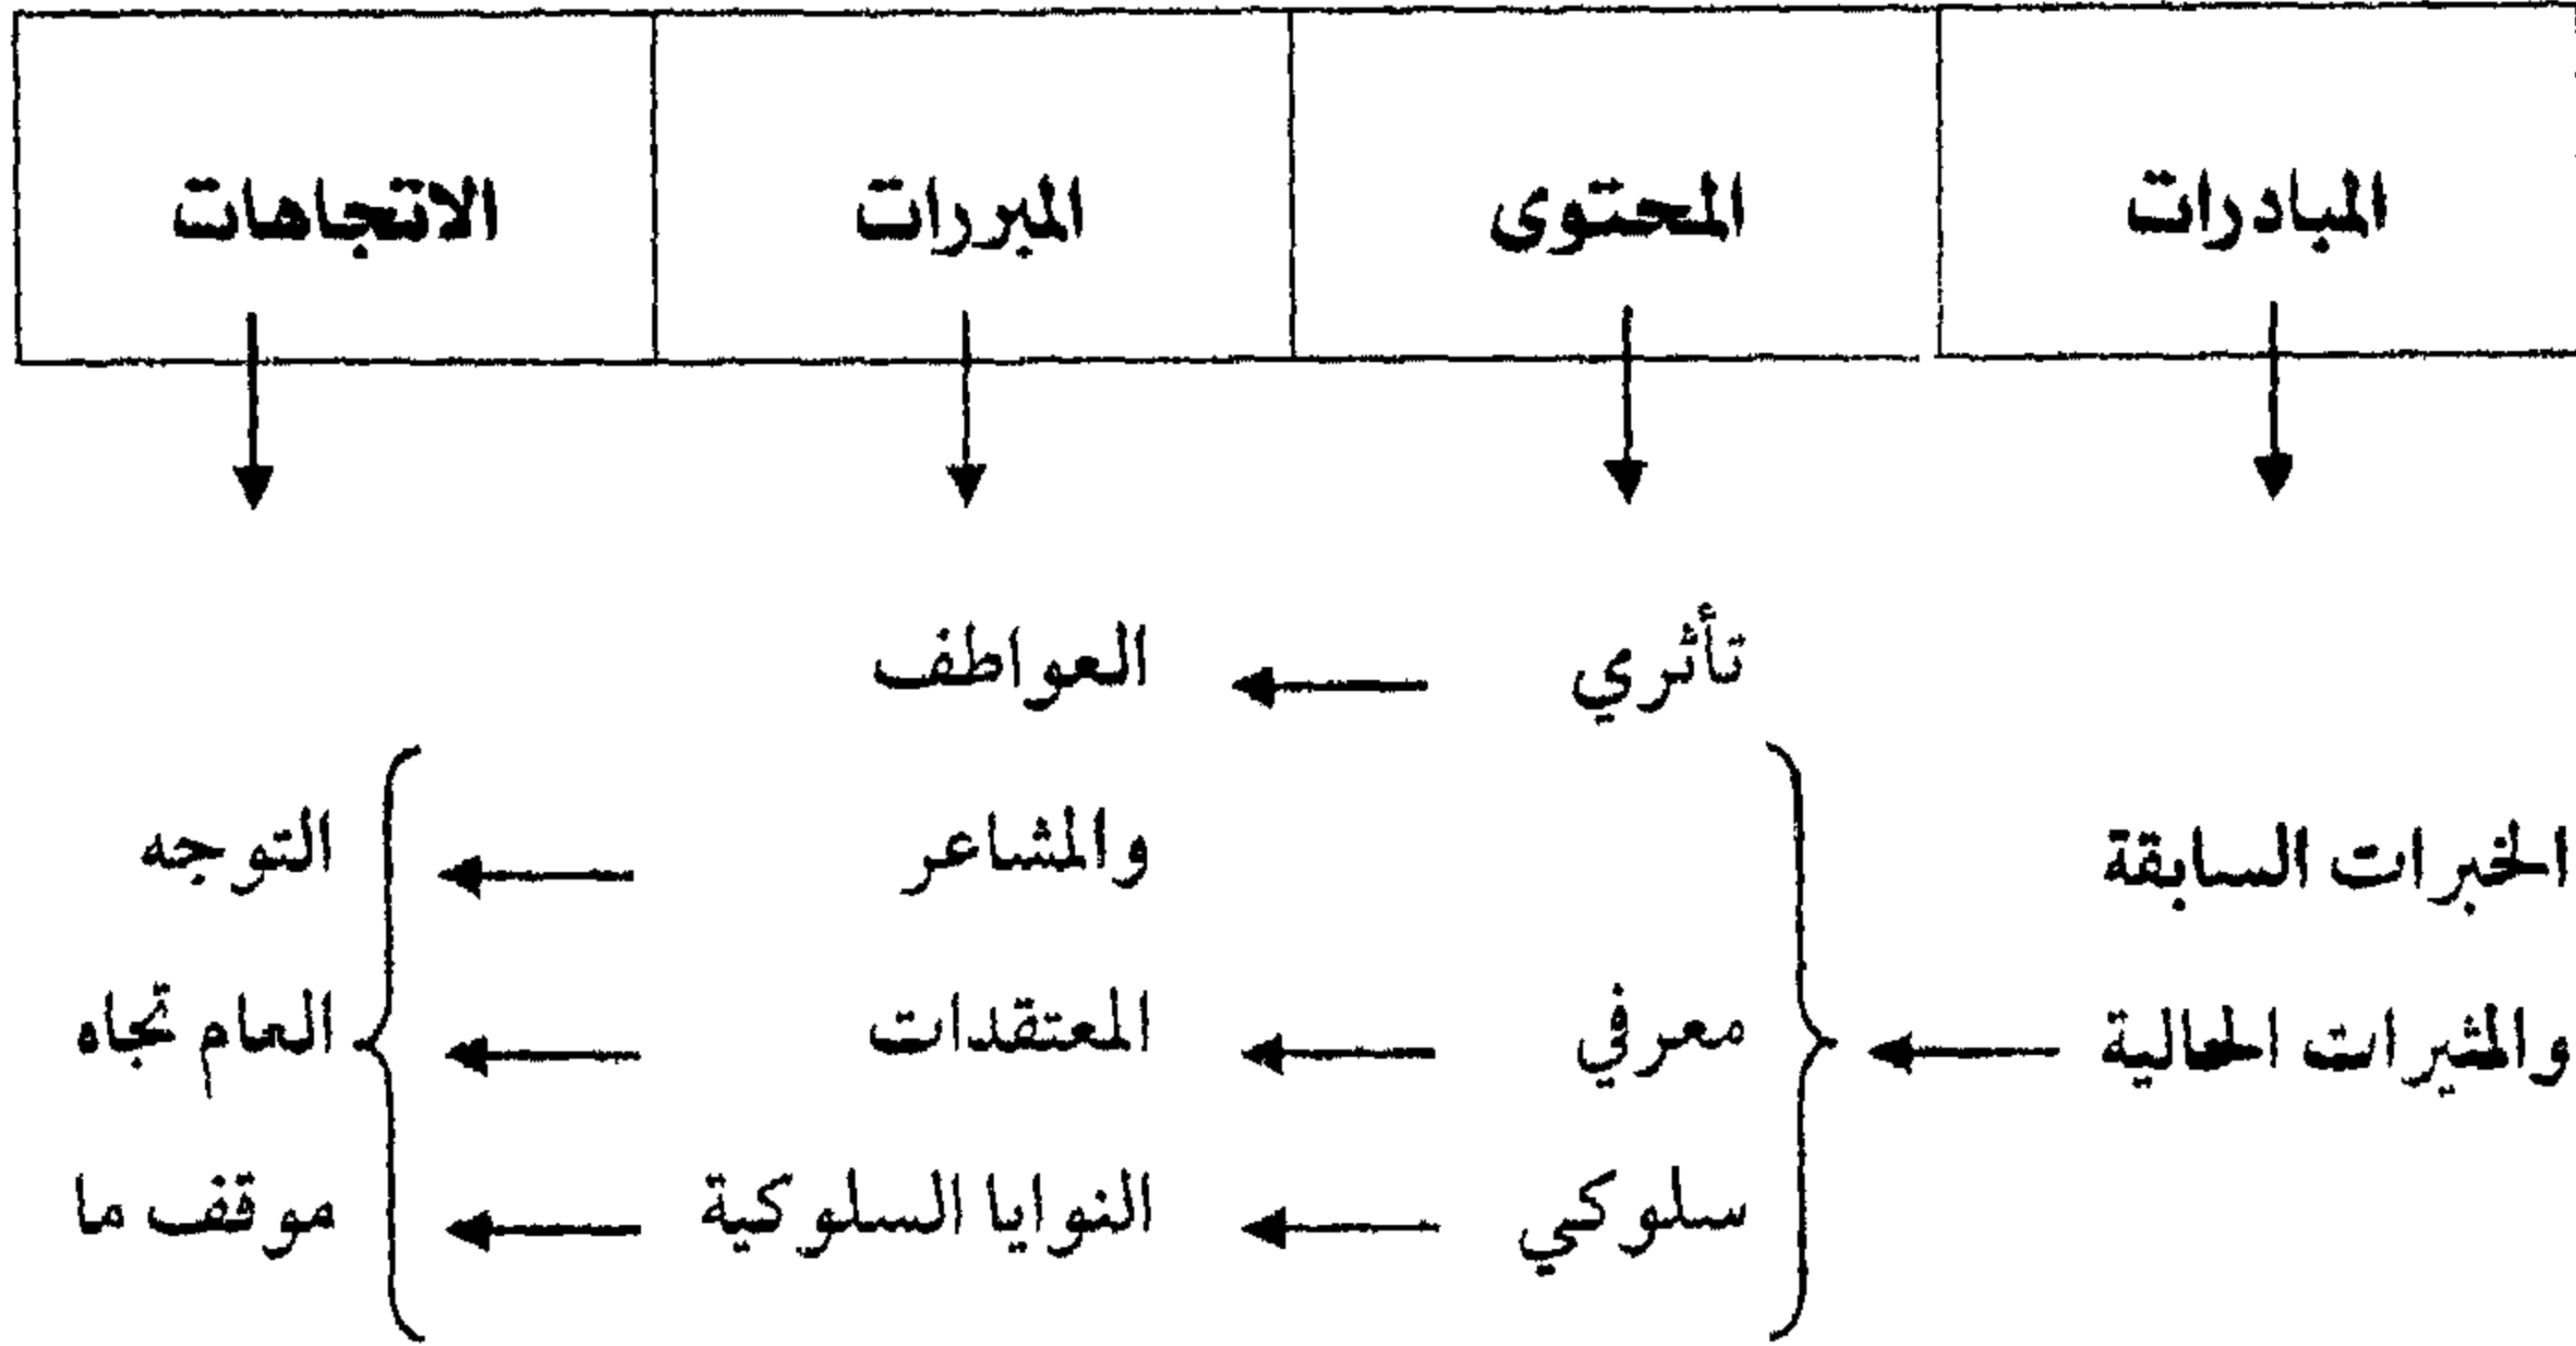 المبادرات المحتوى المبررات الاتجاهات
تأثري العواطف
الخبرات السابقة والمشاعر التوجه
والمثيرات الحالية معرفي المعتقدات العام تجاه
سلوكي النوايا السلوكية موقف ما